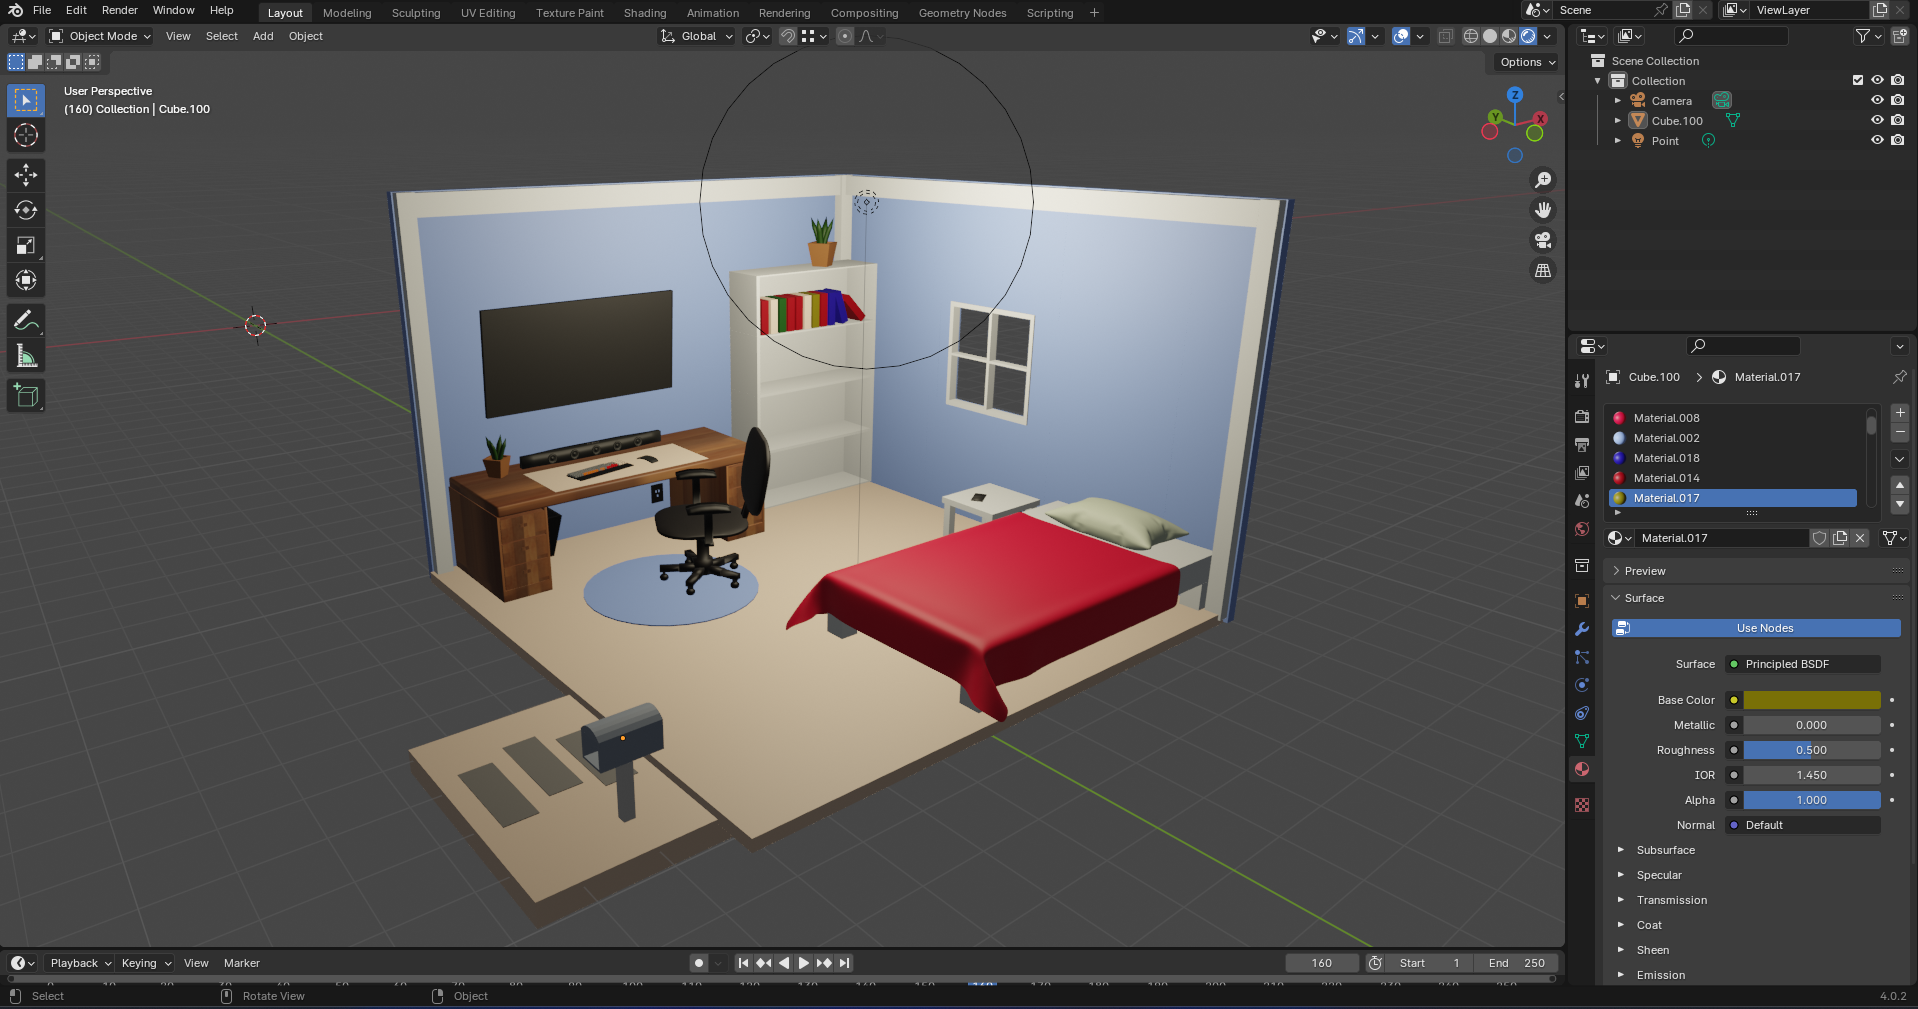 File Edit Render Window Help Layout Modeling Sculpting UV Editing Texture Paint Shading Animation Rendering Compositing Geometry Nodes Scripting + Scene ViewLayer
Object Mode View Select Add Object Global
Options
User Perspective
(160) Collection | Cube.100
Z
Y
X
Scene Collection
Collection
Camera
Cube.100
Point
Cube.100 > Material.017
Material.008
Material.002
Material.018
Material.014
Material.017
Material.017
Preview
Surface
Use Nodes
Surface Principled BSDF
Base Color
Metallic 0.000
Roughness 0.500
IOR 1.450
Alpha 1.000
Normal Default
Subsurface
Specular
Transmission
Coat
Sheen
Emission
Playback Keying View Marker 160 Start 1 End 250
Select Rotate View Object 4.0.2